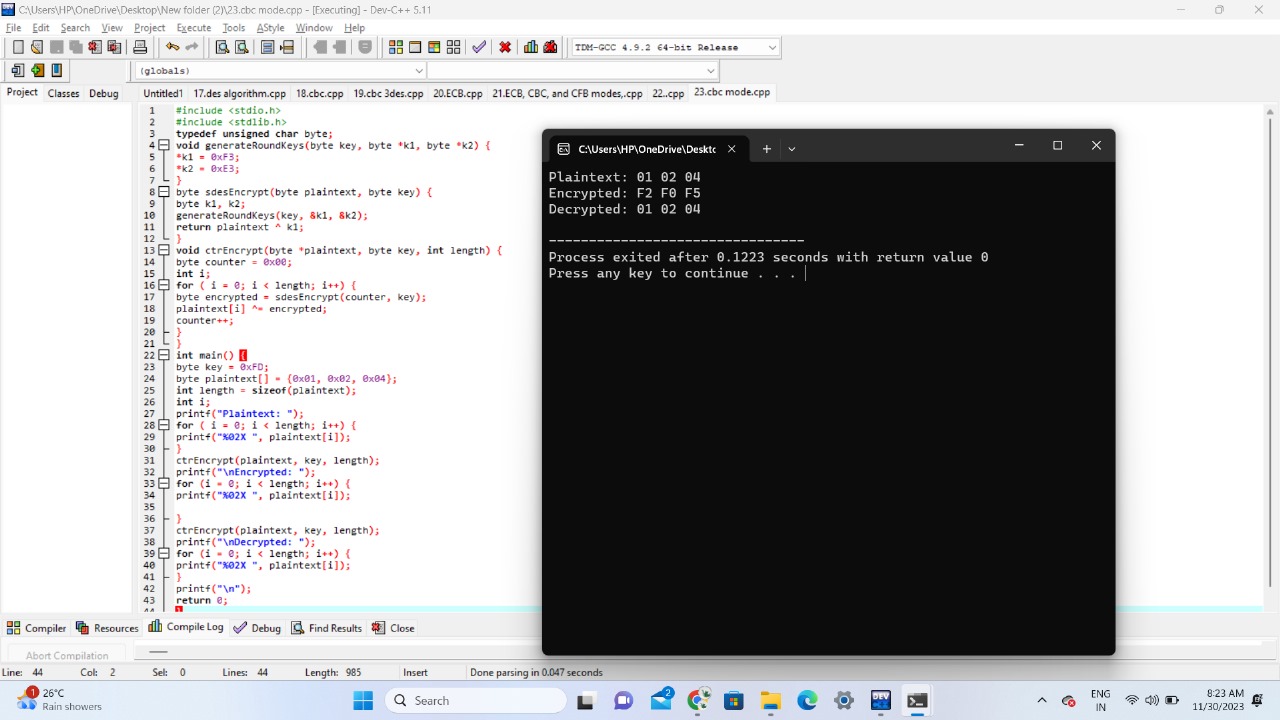 C:\Users\HP\OneDrive\Desktop\New folder (2)\23.cbc mode.cpp - [Executing] - Dev-C++ 5.11
File Edit Search View Project Execute Tools AStyle Window Help
TDM-GCC 4.9.2 64-bit Release
(globals)
Project Classes Debug
Untitled1 17.des algorithm.cpp 18.cbc.cpp 19.cbc 3des.cpp 20.ECB.cpp 21.ECB, CBC, and CFB modes,.cpp 22..cpp 23.cbc mode.cpp
1 #include <stdio.h>
2 #include <stdlib.h>
3 typedef unsigned char byte;
4 void generateRoundKeys(byte key, byte *k1, byte *k2) {
5 *k1 = 0xF3;
6 *k2 = 0xE3;
7 }
8 byte sdesEncrypt(byte plaintext, byte key) {
9 byte k1, k2;
10 generateRoundKeys(key, &k1, &k2);
11 return plaintext ^ k1;
12 }
13 void ctrEncrypt(byte *plaintext, byte key, int length) {
14 byte counter = 0x00;
15 int i;
16 for ( i = 0; i < length; i++) {
17 byte encrypted = sdesEncrypt(counter, key);
18 plaintext[i] ^= encrypted;
19 counter++;
20 }
21 }
22 int main() {
23 byte key = 0xFD;
24 byte plaintext[] = {0x01, 0x02, 0x04};
25 int length = sizeof(plaintext);
26 int i;
27 printf("Plaintext: ");
28 for ( i = 0; i < length; i++) {
29 printf("%02X ", plaintext[i]);
30 }
31 ctrEncrypt(plaintext, key, length);
32 printf("\nEncrypted: ");
33 for (i = 0; i < length; i++) {
34 printf("%02X ", plaintext[i]);
35
36 }
37 ctrEncrypt(plaintext, key, length);
38 printf("\nDecrypted: ");
39 for (i = 0; i < length; i++) {
40 printf("%02X ", plaintext[i]);
41 }
42 printf("\n");
43 return 0;
44 }
C:\Users\HP\OneDrive\Deskto
Plaintext: 01 02 04
Encrypted: F2 F0 F5
Decrypted: 01 02 04
--------------------------------
Process exited after 0.1223 seconds with return value 0
Press any key to continue . . .
Compiler Resources Compile Log Debug Find Results Close
Abort Compilation
Line: 44 Col: 2 Sel: 0 Lines: 44 Length: 985 Insert Done parsing in 0.047 seconds
1
26°C
Rain showers
Search
2
DEV
ENG
IN
8:23 AM
11/30/2023